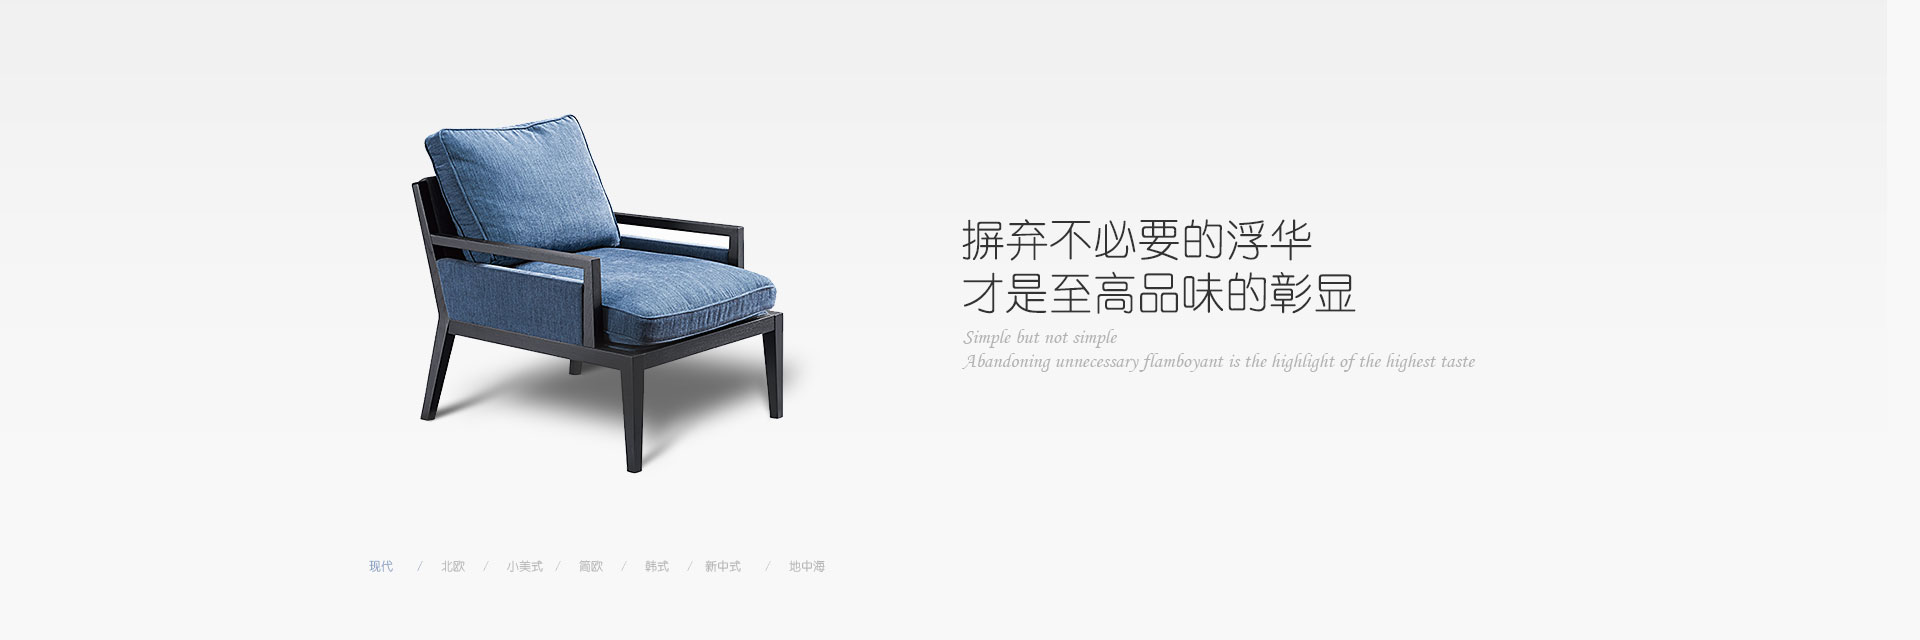 摒弃不必要的浮华
才是至高品味的彰显
Simple but not simple
Abandoning unnecessary flamboyant is the highlight of the highest taste
现代 / 北欧 / 小美式 / 简欧 / 韩式 / 新中式 / 地中海